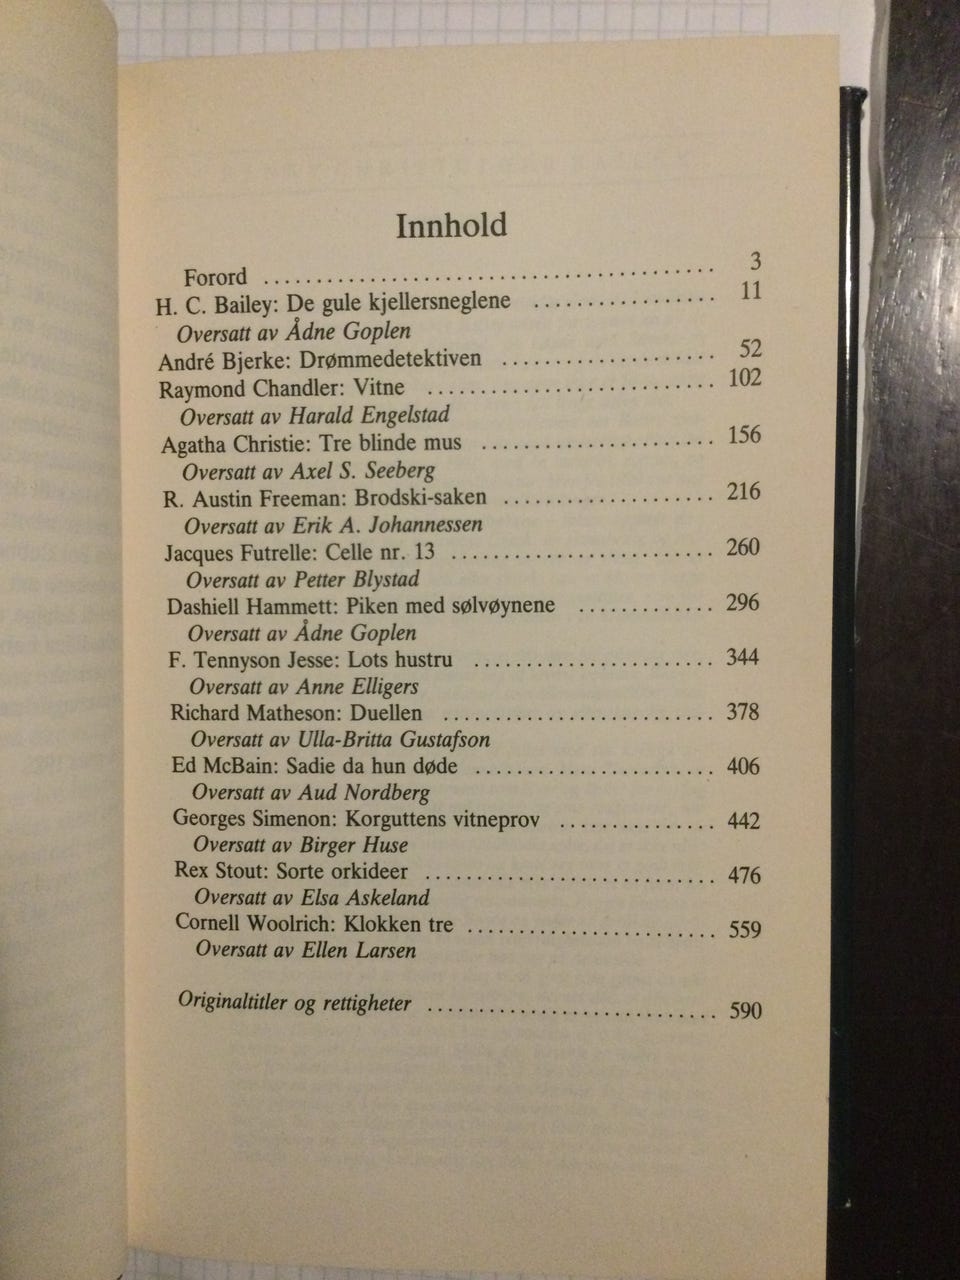 Innhold
Forord ........................................ 3
H. C. Bailey: De gule kjellersneglene ................. 11
Oversatt av Ådne Goplen
André Bjerke: Drømmedetektiven .................... 52
Raymond Chandler: Vitne .......................... 102
Oversatt av Harald Engelstad
Agatha Christie: Tre blinde mus ..................... 156
Oversatt av Axel S. Seeberg
R. Austin Freeman: Brodski-saken ................... 216
Oversatt av Erik A. Johannessen
Jacques Futrelle: Celle nr. 13 ........................ 260
Oversatt av Petter Blystad
Dashiell Hammett: Piken med sølvøynene ............. 296
Oversatt av Ådne Goplen
F. Tennyson Jesse: Lots hustru ...................... 344
Oversatt av Anne Elligers
Richard Matheson: Duellen ......................... 378
Oversatt av Ulla-Britta Gustafson
Ed McBain: Sadie da hun døde ...................... 406
Oversatt av Aud Nordberg
Georges Simenon: Korguttens vitneprov ............... 442
Oversatt av Birger Huse
Rex Stout: Sorte orkideer ........................... 476
Oversatt av Elsa Askeland
Cornell Woolrich: Klokken tre ....................... 559
Oversatt av Ellen Larsen
Originaltitler og rettigheter ........................... 590